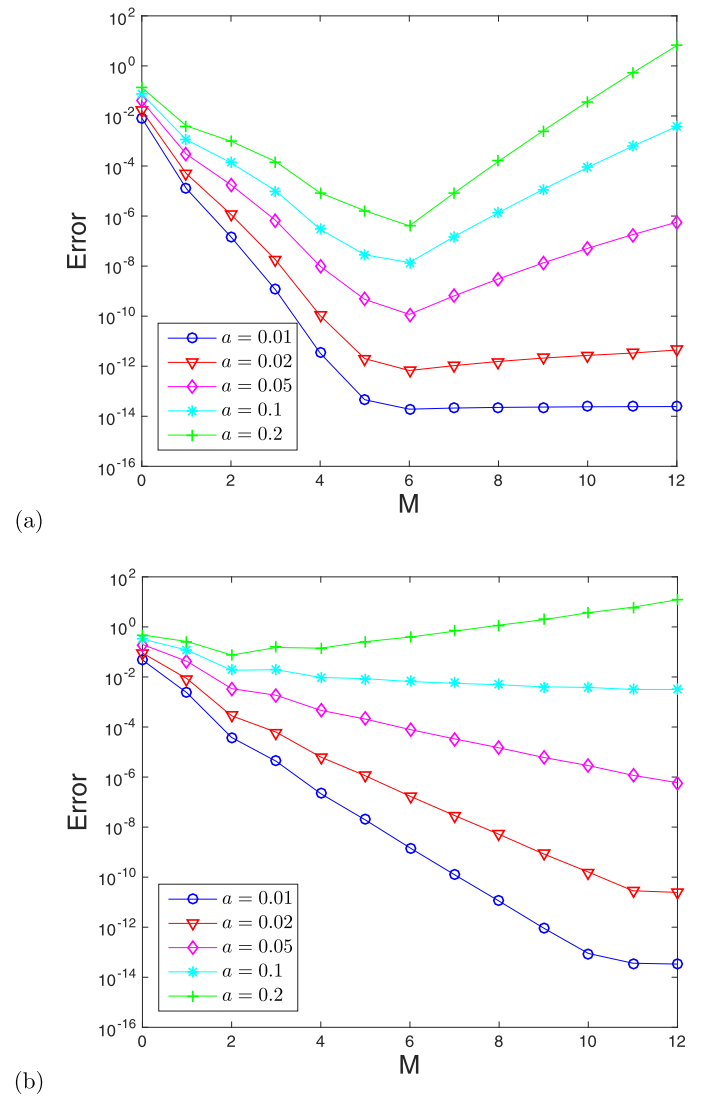 10^2
10^0
10^-2
10^-4
10^-6
10^-8
10^-10
10^-12
10^-14
10^-16
Error
a = 0.01
a = 0.02
a = 0.05
a = 0.1
a = 0.2
0 2 4 6 8 10 12
M
(a)
10^2
10^0
10^-2
10^-4
10^-6
10^-8
10^-10
10^-12
10^-14
10^-16
Error
a = 0.01
a = 0.02
a = 0.05
a = 0.1
a = 0.2
0 2 4 6 8 10 12
M
(b)